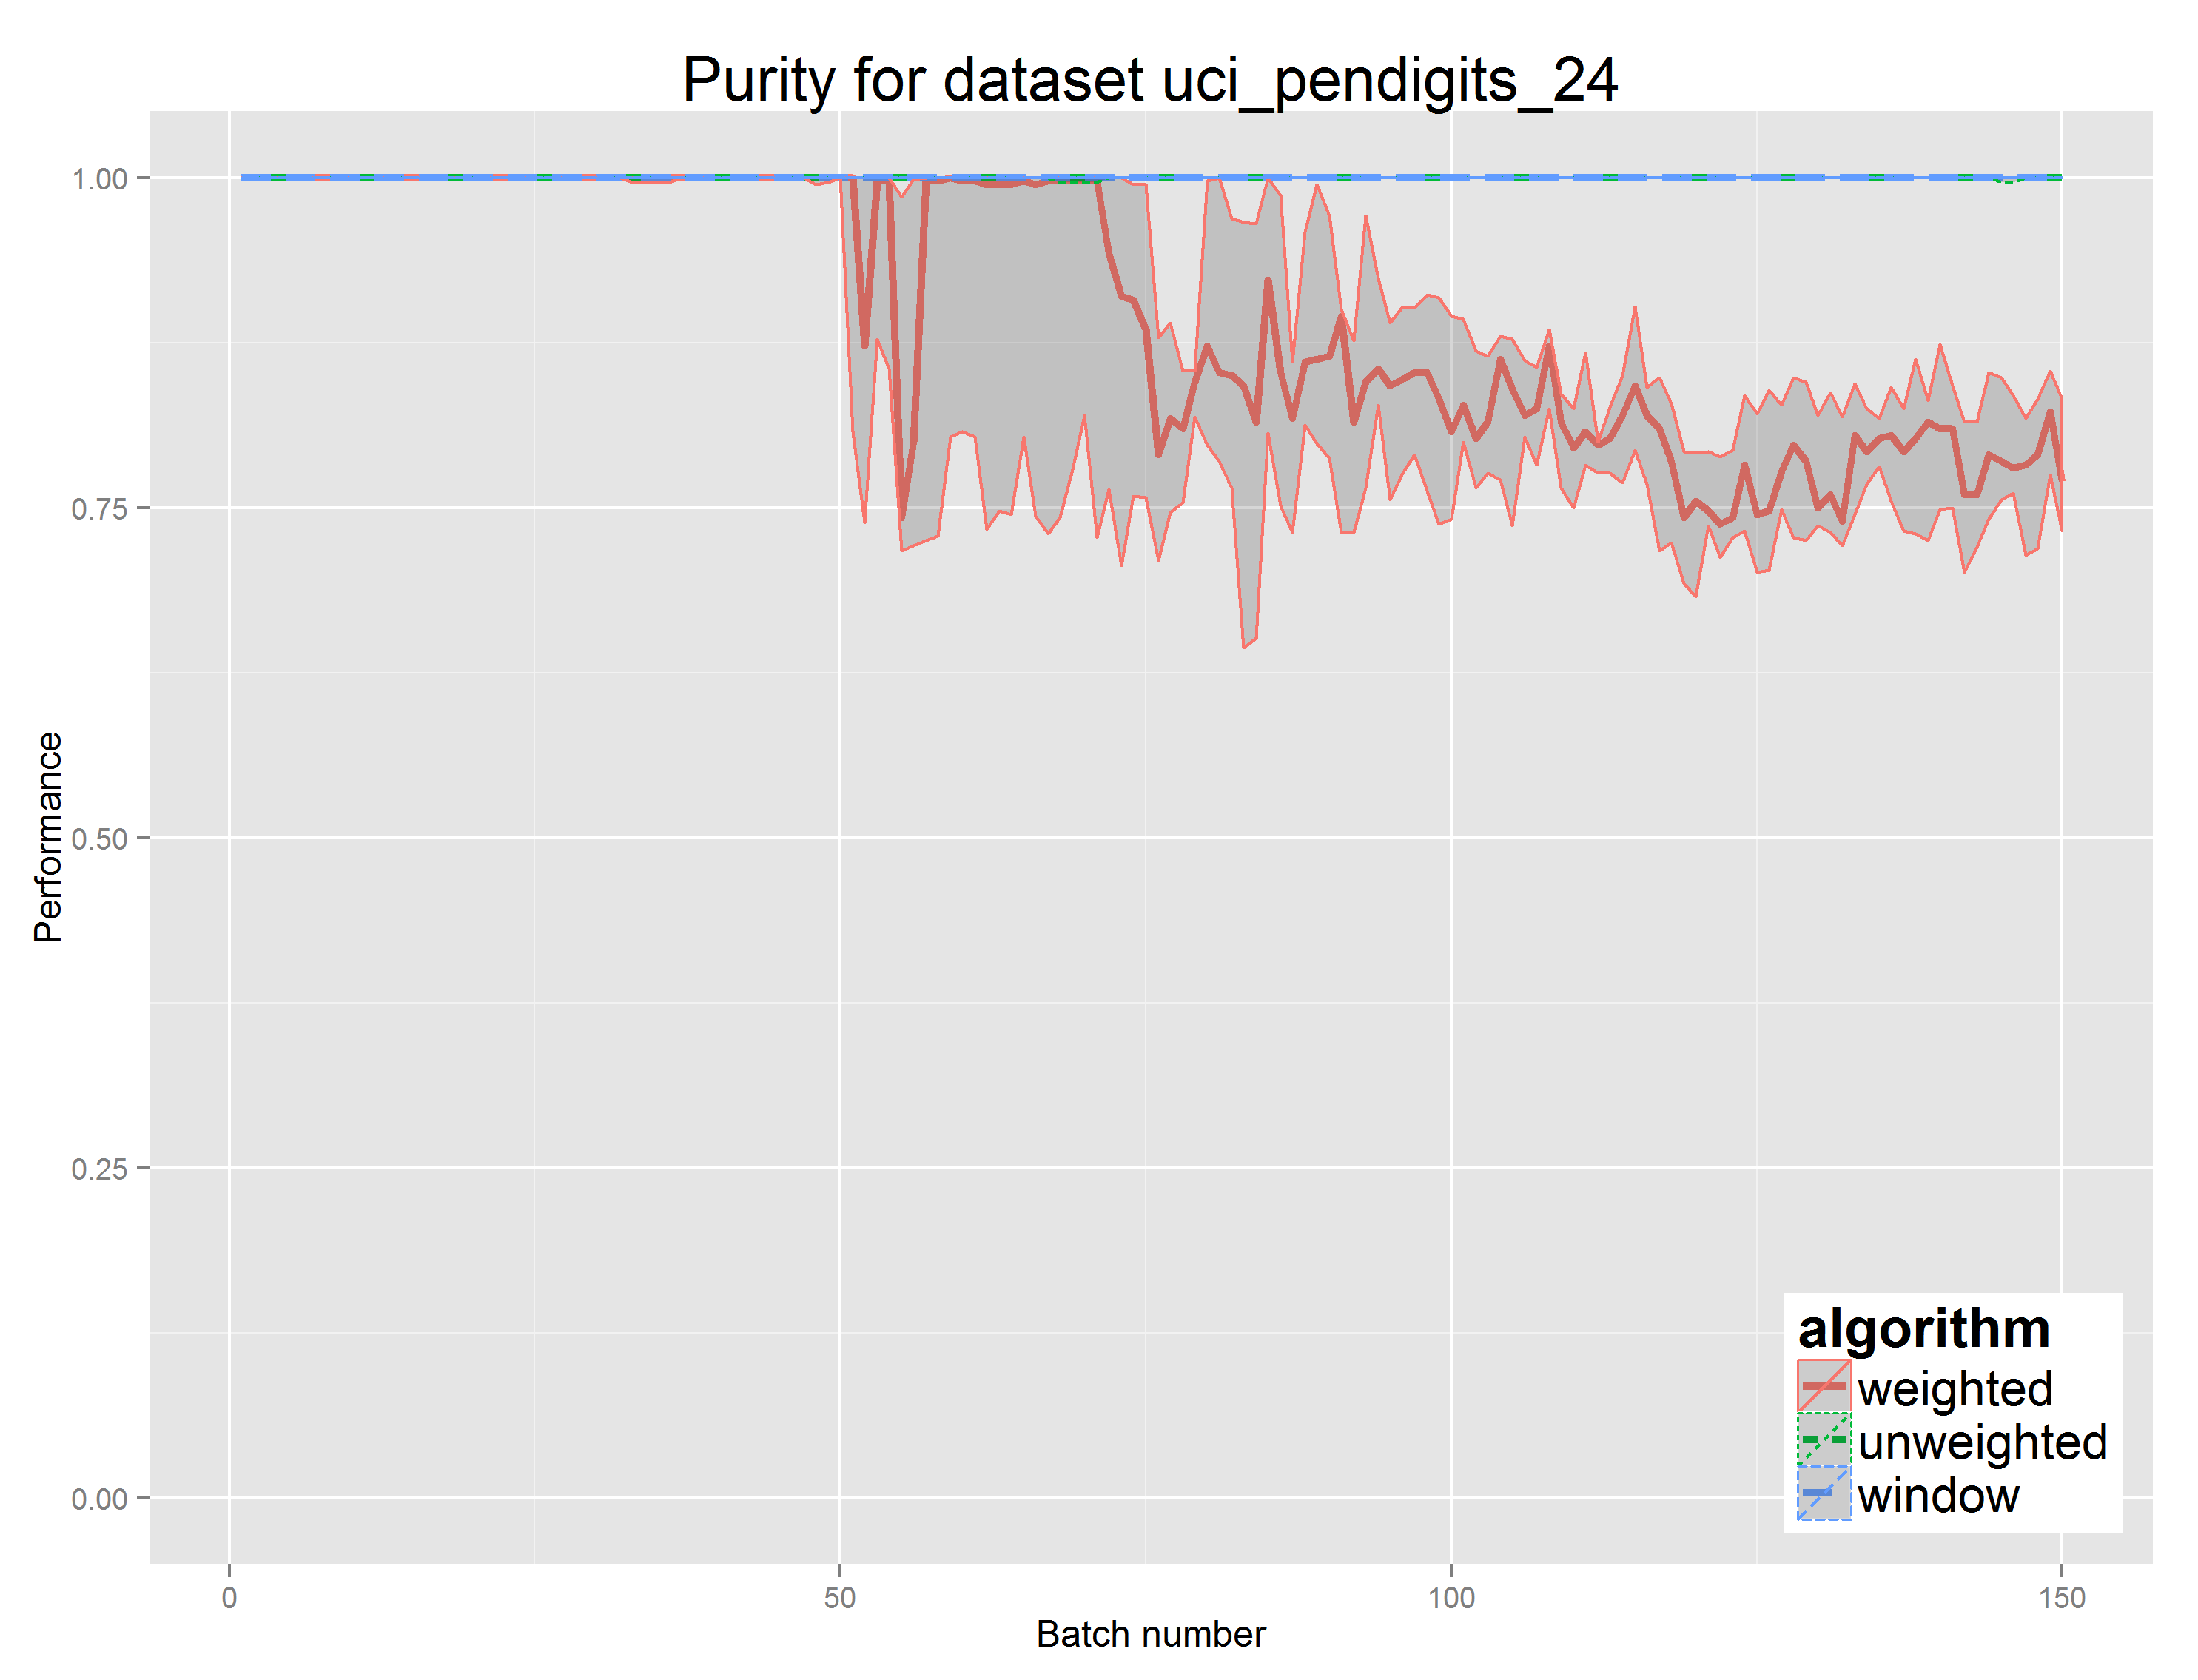 Purity for dataset uci_pendigits_24
1.00
0.75
0.50
0.25
0.00
Performance
0
50
100
150
Batch number
algorithm
weighted
unweighted
window